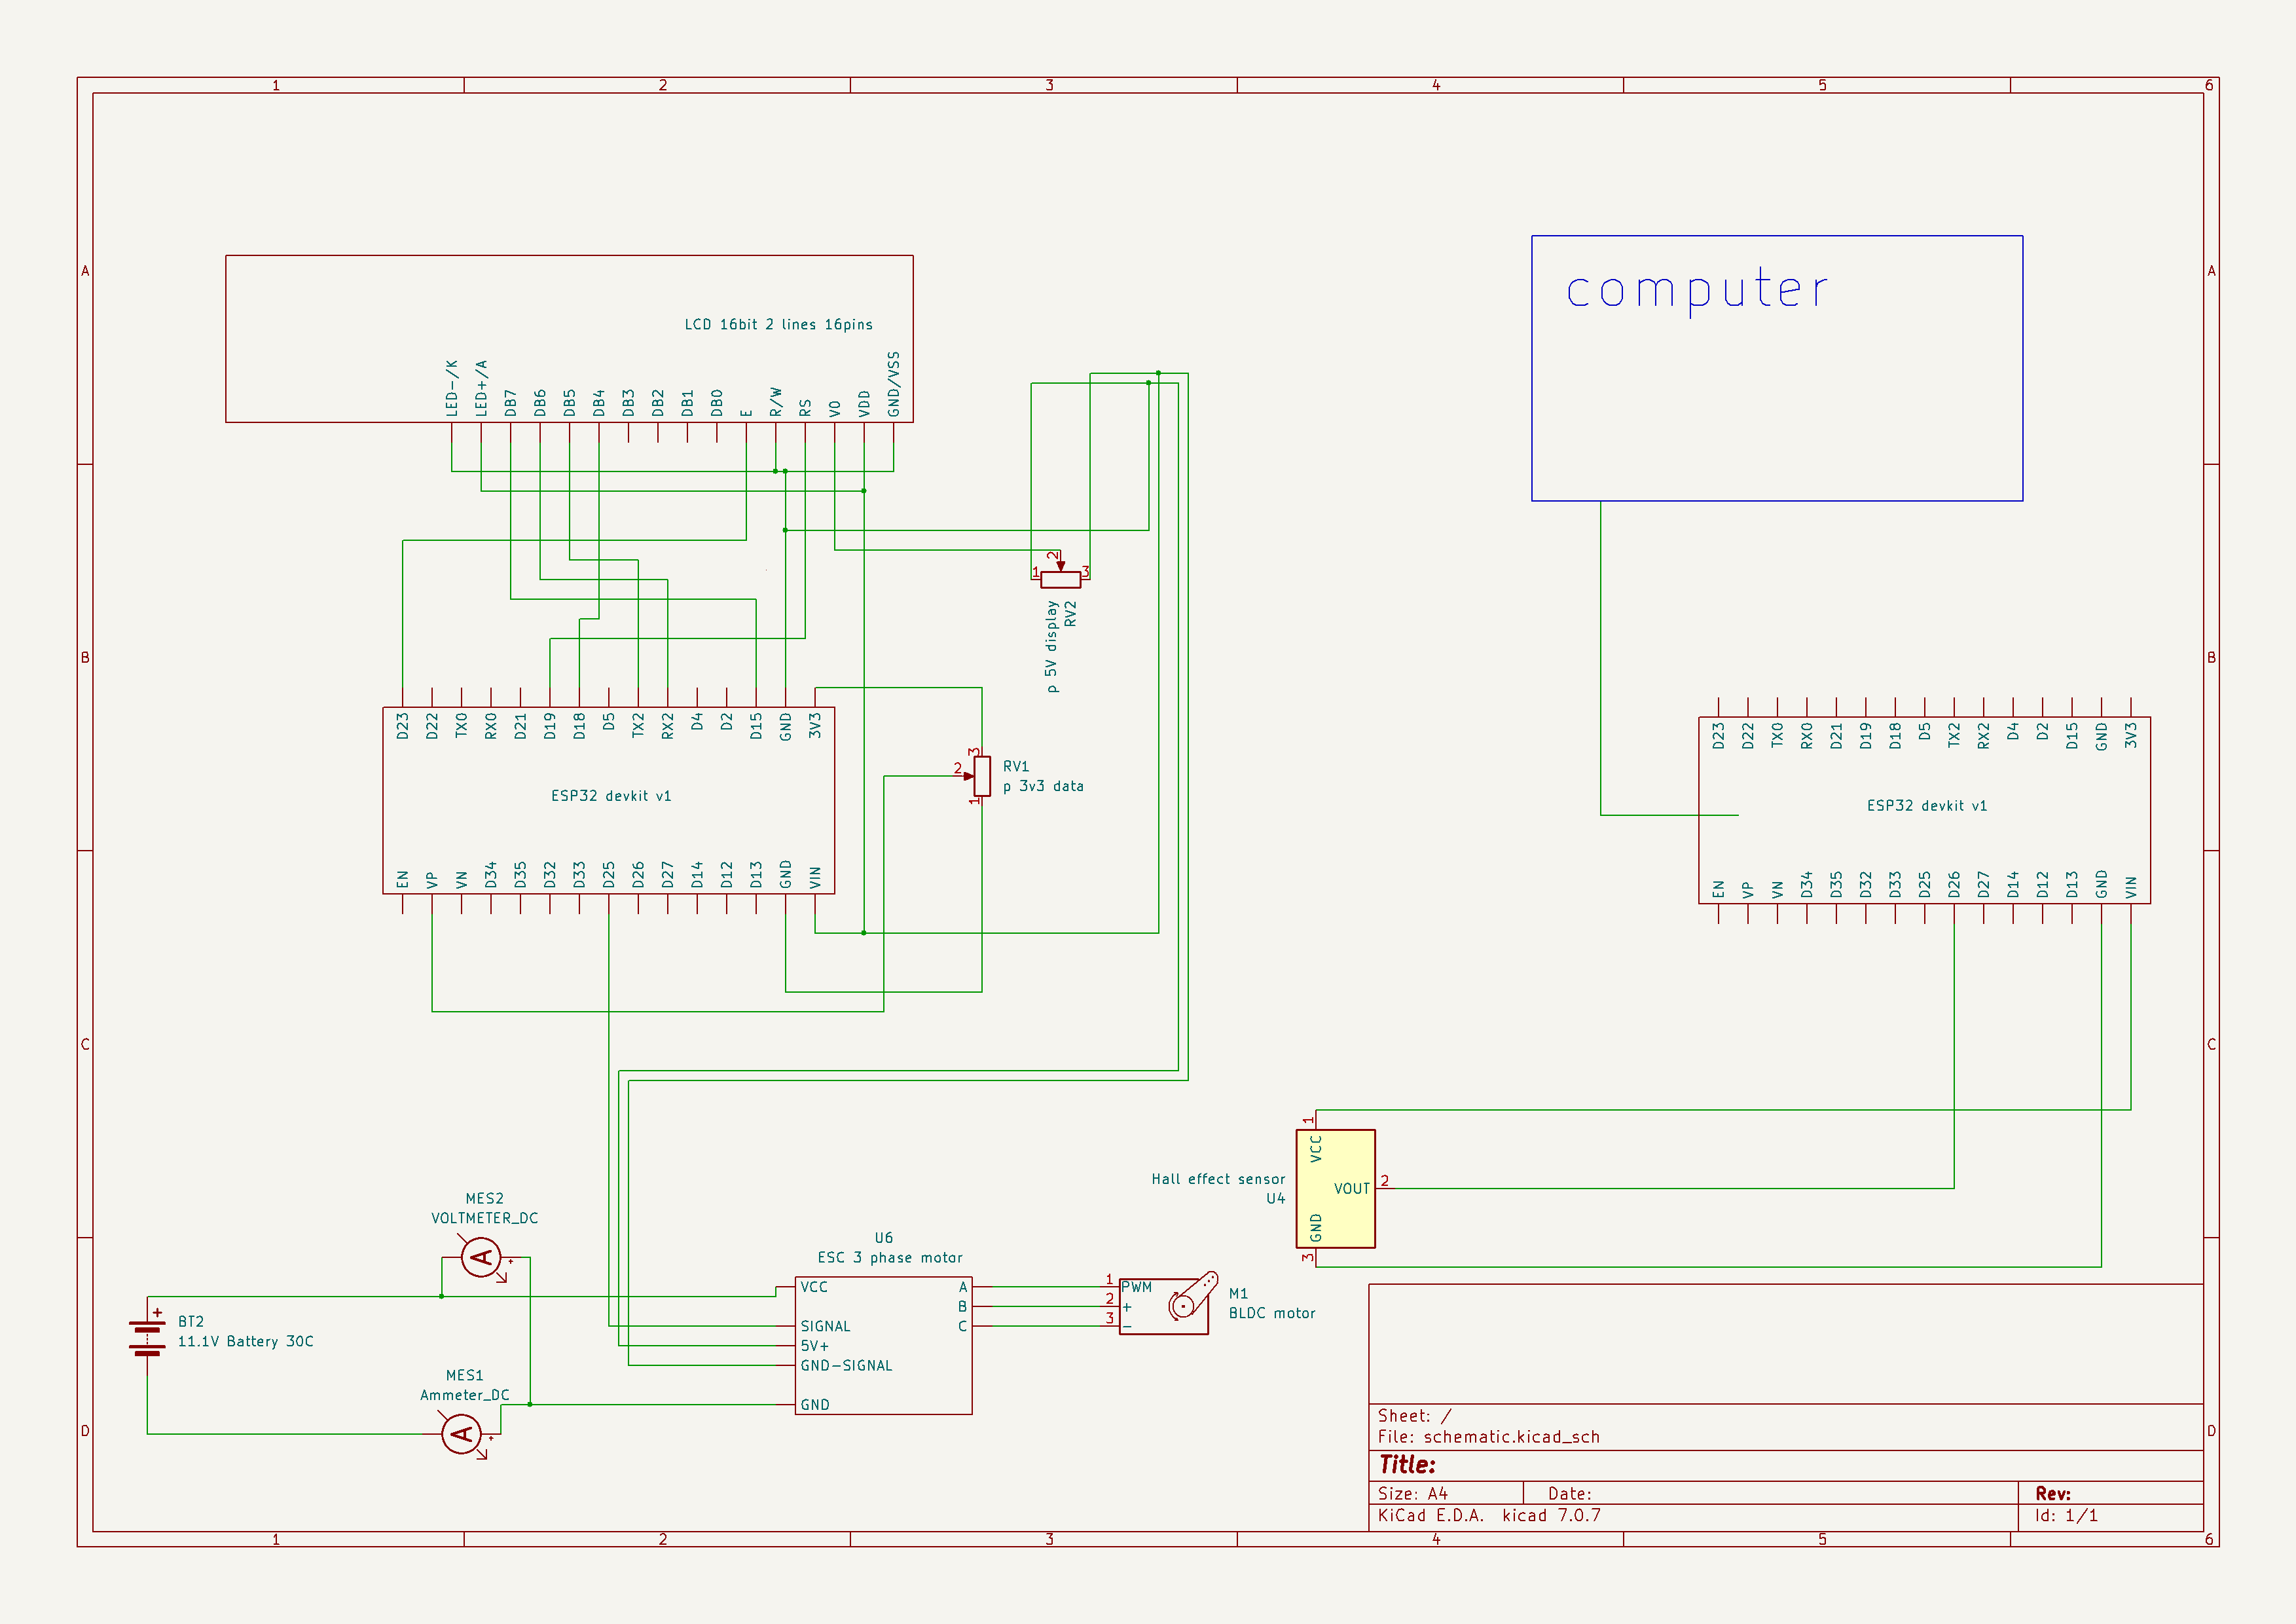 1 2 3 4 5 6
A A
computer
LCD 16bit 2 lines 16pins
LED-/K LED+/A DB7 DB6 DB5 DB4 DB3 DB2 DB1 DB0 E R/W RS V0 VDD GND/VSS
1 2 3
p 5V display
RV2
B B
D23 D22 TX0 RX0 D21 D19 D18 D5 TX2 RX2 D4 D2 D15 GND 3V3
ESP32 devkit v1
EN VP VN D34 D35 D32 D33 D25 D26 D27 D14 D12 D13 GND VIN
3
2
1
RV1
p 3v3 data
D23 D22 TX0 RX0 D21 D19 D18 D5 TX2 RX2 D4 D2 D15 GND 3V3
ESP32 devkit v1
EN VP VN D34 D35 D32 D33 D25 D26 D27 D14 D12 D13 GND VIN
C C
1
VCC
Hall effect sensor
U4
VOUT 2
GND
3
MES2
VOLTMETER_DC
A
+
BT2
11.1V Battery 30C
+
MES1
Ammeter_DC
A
+
U6
ESC 3 phase motor
VCC
SIGNAL
5V+
GND-SIGNAL
GND
A
B
C
1 PWM
2 +
3 -
M1
BLDC motor
D D
Sheet: /
File: schematic.kicad_sch
Title:
Size: A4 Date: Rev:
KiCad E.D.A. kicad 7.0.7 Id: 1/1
1 2 3 4 5 6